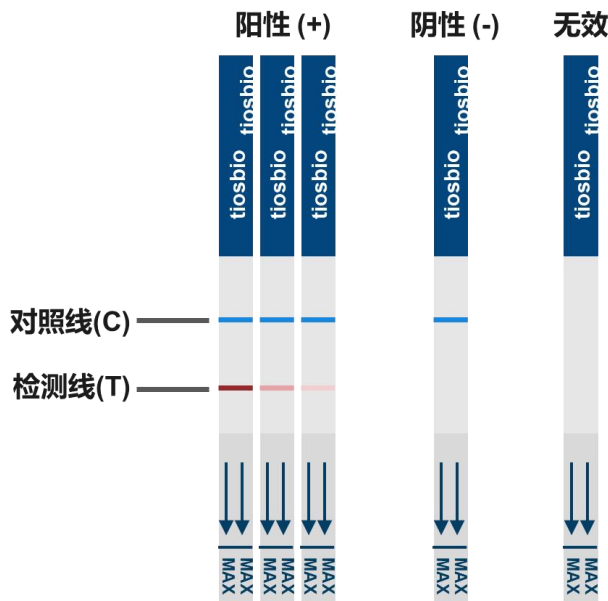 阳性 (+)
阴性 (-)
无效
tiosbio tiosbio
tiosbio tiosbio
tiosbio tiosbio
tiosbio tiosbio
tiosbio tiosbio
对照线(C)
检测线(T)
MAX MAX
MAX MAX
MAX MAX
MAX MAX
MAX MAX